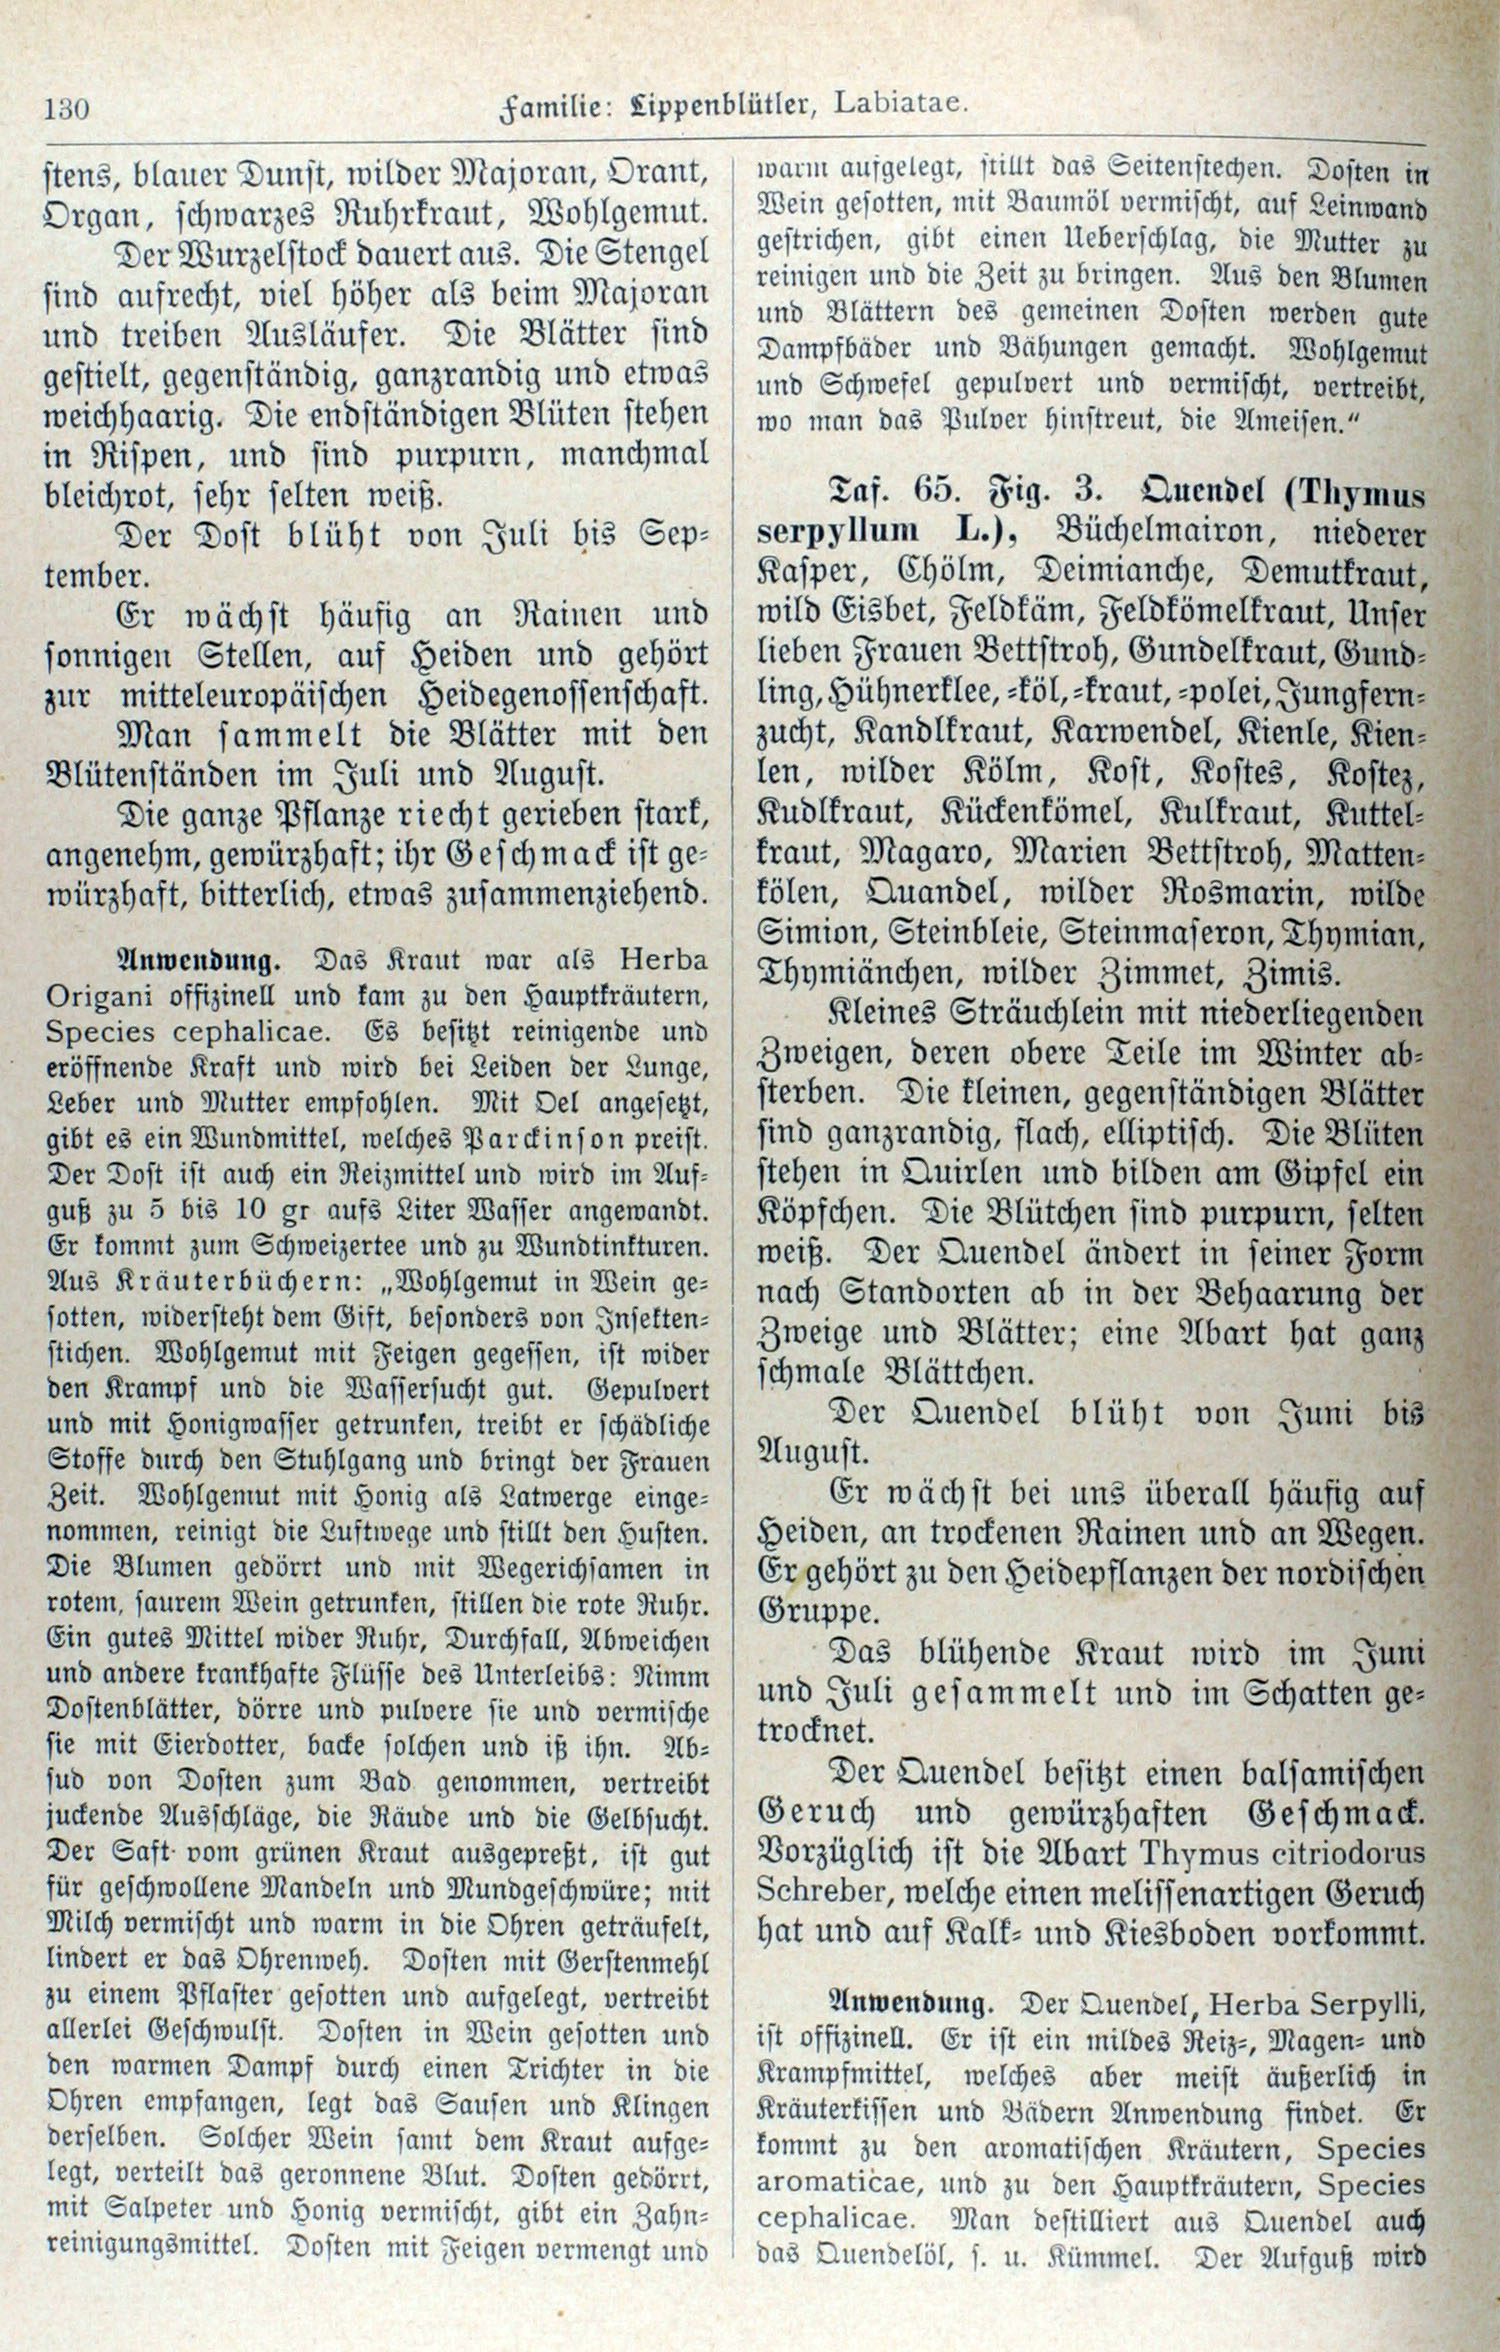 130
Familie: Lippenblütler, Labiatae.
stens, blauer Dunst, wilder Majoran, Orant,
Organ, schwarzes Ruhrkraut, Wohlgemut.
Der Wurzelstock dauert aus. Die Stengel
sind aufrecht, viel höher als beim Majoran
und treiben Ausläufer. Die Blätter sind
gestielt, gegenständig, ganzrandig und etwas
weichhaarig. Die endständigen Blüten stehen
in Rispen, und sind purpurn, manchmal
bleichrot, sehr selten weiß.
Der Dost blüht von Juli bis Sep-
tember.
Er wächst häufig an Rainen und
sonnigen Stellen, auf Heiden und gehört
zur mitteleuropäischen Heidegenossenschaft.
Man sammelt die Blätter mit den
Blütenständen im Juli und August.
Die ganze Pflanze riecht gerieben stark,
angenehm, gewürzhaft; ihr Geschmack ist ge-
würzhaft, bitterlich, etwas zusammenziehend.
Anwendung. Das Kraut war als Herba
Origani offizinell und kam zu den Hauptkräutern,
Species cephalicae. Es besitzt reinigende und
eröffnende Kraft und wird bei Leiden der Lunge,
Leber und Mutter empfohlen. Mit Oel angesetzt,
gibt es ein Wundmittel, welches Parckinson preist.
Der Dost ist auch ein Reizmittel und wird im Auf-
guß zu 5 bis 10 gr aufs Liter Wasser angewandt.
Er kommt zum Schweizertee und zu Wundtinkturen.
Aus Kräuterbüchern: „Wohlgemut in Wein ge-
sotten, widersteht dem Gift, besonders von Insekten-
stichen. Wohlgemut mit Feigen gegessen, ist wider
den Krampf und die Wassersucht gut. Gepulvert
und mit Honigwasser getrunken, treibt er schädliche
Stoffe durch den Stuhlgang und bringt der Frauen
Zeit. Wohlgemut mit Honig als Latwerge einge-
nommen, reinigt die Luftwege und stillt den Husten.
Die Blumen gedörrt und mit Wegerichsamen in
rotem, saurem Wein getrunken, stillen die rote Ruhr.
Ein gutes Mittel wider Ruhr, Durchfall, Abweichen
und andere krankhafte Flüsse des Unterleibs: Nimm
Dostenblätter, dörre und pulvere sie und vermische
sie mit Eierdotter, backe solchen und iß ihn. Ab-
sud von Dosten zum Bad genommen, vertreibt
juckende Ausschläge, die Räude und die Gelbsucht.
Der Saft vom grünen Kraut ausgepreßt, ist gut
für geschwollene Mandeln und Mundgeschwüre; mit
Milch vermischt und warm in die Ohren geträufelt,
lindert er das Ohrenweh. Dosten mit Gerstenmehl
zu einem Pflaster gesotten und aufgelegt, vertreibt
allerlei Geschwulst. Dosten in Wein gesotten und
den warmen Dampf durch einen Trichter in die
Ohren empfangen, legt das Sausen und Klingen
derselben. Solcher Wein samt dem Kraut aufge-
legt, verteilt das geronnene Blut. Dosten gedörrt,
mit Salpeter und Honig vermischt, gibt ein Zahn-
reinigungsmittel. Dosten mit Feigen vermengt und
warm aufgelegt, stillt das Seitenstechen. Dosten in
Wein gesotten, mit Baumöl vermischt, auf Leinwand
gestrichen, gibt einen Ueberschlag, die Mutter zu
reinigen und die Zeit zu bringen. Aus den Blumen
und Blättern des gemeinen Dosten werden gute
Dampfbäder und Bähungen gemacht. Wohlgemut
und Schwefel gepulvert und vermischt, vertreibt,
wo man das Pulver hinstreut, die Ameisen.“
Taf. 65. Fig. 3. Quendel (Thymus
serpyllum L.), Büchelmairon, niederer
Kasper, Chölm, Deimianche, Demutkraut,
wild Eisbet, Feldkäm, Feldkömelkraut, Unser
lieben Frauen Bettstroh, Gundelkraut, Gund-
ling, Hühnerklee, -köl, -kraut, -polei, Jungfern-
zucht, Kandlkraut, Karwendel, Kienle, Kien-
len, wilder Kölm, Kost, Kostes, Kostez,
Kudlkraut, Kückenkömel, Kulkraut, Kuttel-
kraut, Magaro, Marien Bettstroh, Matten-
kölen, Quandel, wilder Rosmarin, wilde
Simion, Steinbleie, Steinmaseron, Thymian,
Thymiänchen, wilder Zimmet, Zimis.
Kleines Sträuchlein mit niederliegenden
Zweigen, deren obere Teile im Winter ab-
sterben. Die kleinen, gegenständigen Blätter
sind ganzrandig, flach, elliptisch. Die Blüten
stehen in Quirlen und bilden am Gipfel ein
Köpfchen. Die Blütchen sind purpurn, selten
weiß. Der Quendel ändert in seiner Form
nach Standorten ab in der Behaarung der
Zweige und Blätter; eine Abart hat ganz
schmale Blättchen.
Der Quendel blüht von Juni bis
August.
Er wächst bei uns überall häufig auf
Heiden, an trockenen Rainen und an Wegen.
Er gehört zu den Heidepflanzen der nordischen
Gruppe.
Das blühende Kraut wird im Juni
und Juli gesammelt und im Schatten ge-
trocknet.
Der Quendel besitzt einen balsamischen
Geruch und gewürzhaften Geschmack.
Vorzüglich ist die Abart Thymus citriodorus
Schreber, welche einen melissenartigen Geruch
hat und auf Kalk- und Kiesboden vorkommt.
Anwendung. Der Quendel, Herba Serpylli,
ist offizinell. Er ist ein mildes Reiz-, Magen- und
Krampfmittel, welches aber meist äußerlich in
Kräuterkissen und Bädern Anwendung findet. Er
kommt zu den aromatischen Kräutern, Species
aromaticae, und zu den Hauptkräutern, Species
cephalicae. Man destilliert aus Quendel auch
das Quendelöl, s. u. Kümmel. Der Aufguß wird